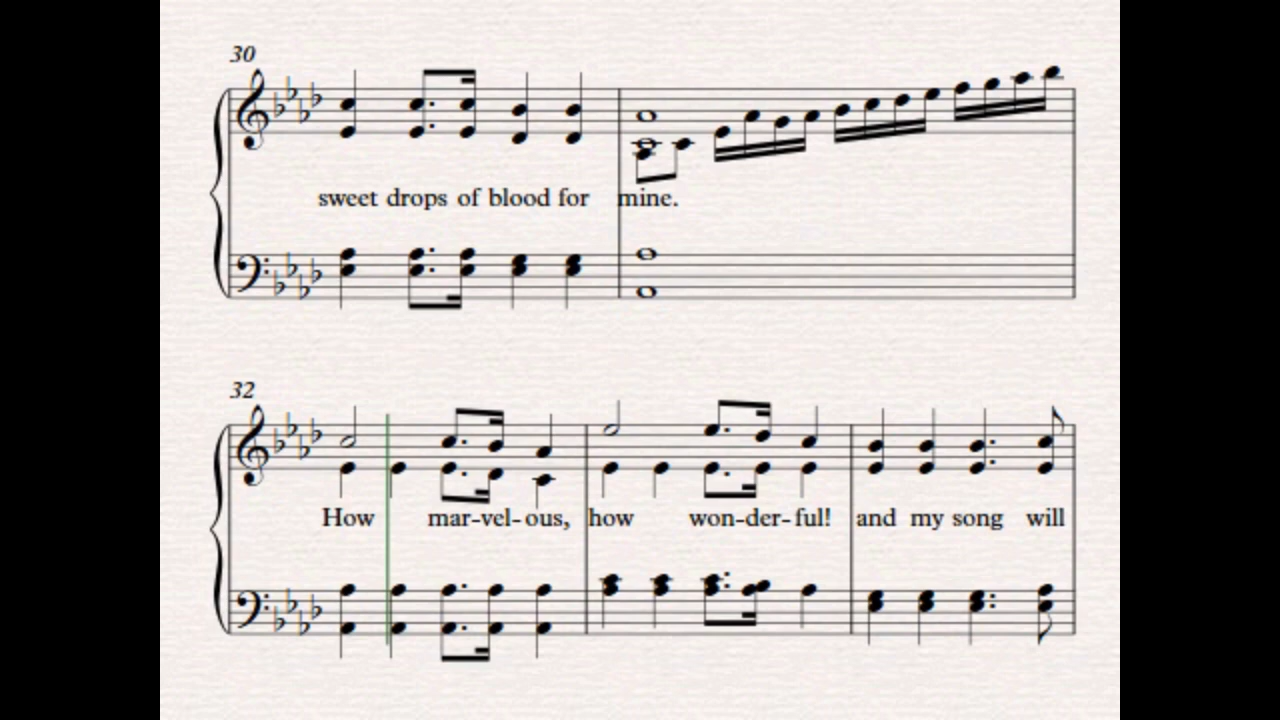 30
sweet drops of blood for mine.
32
How mar-vel-ous, how won-der-ful! and my song will